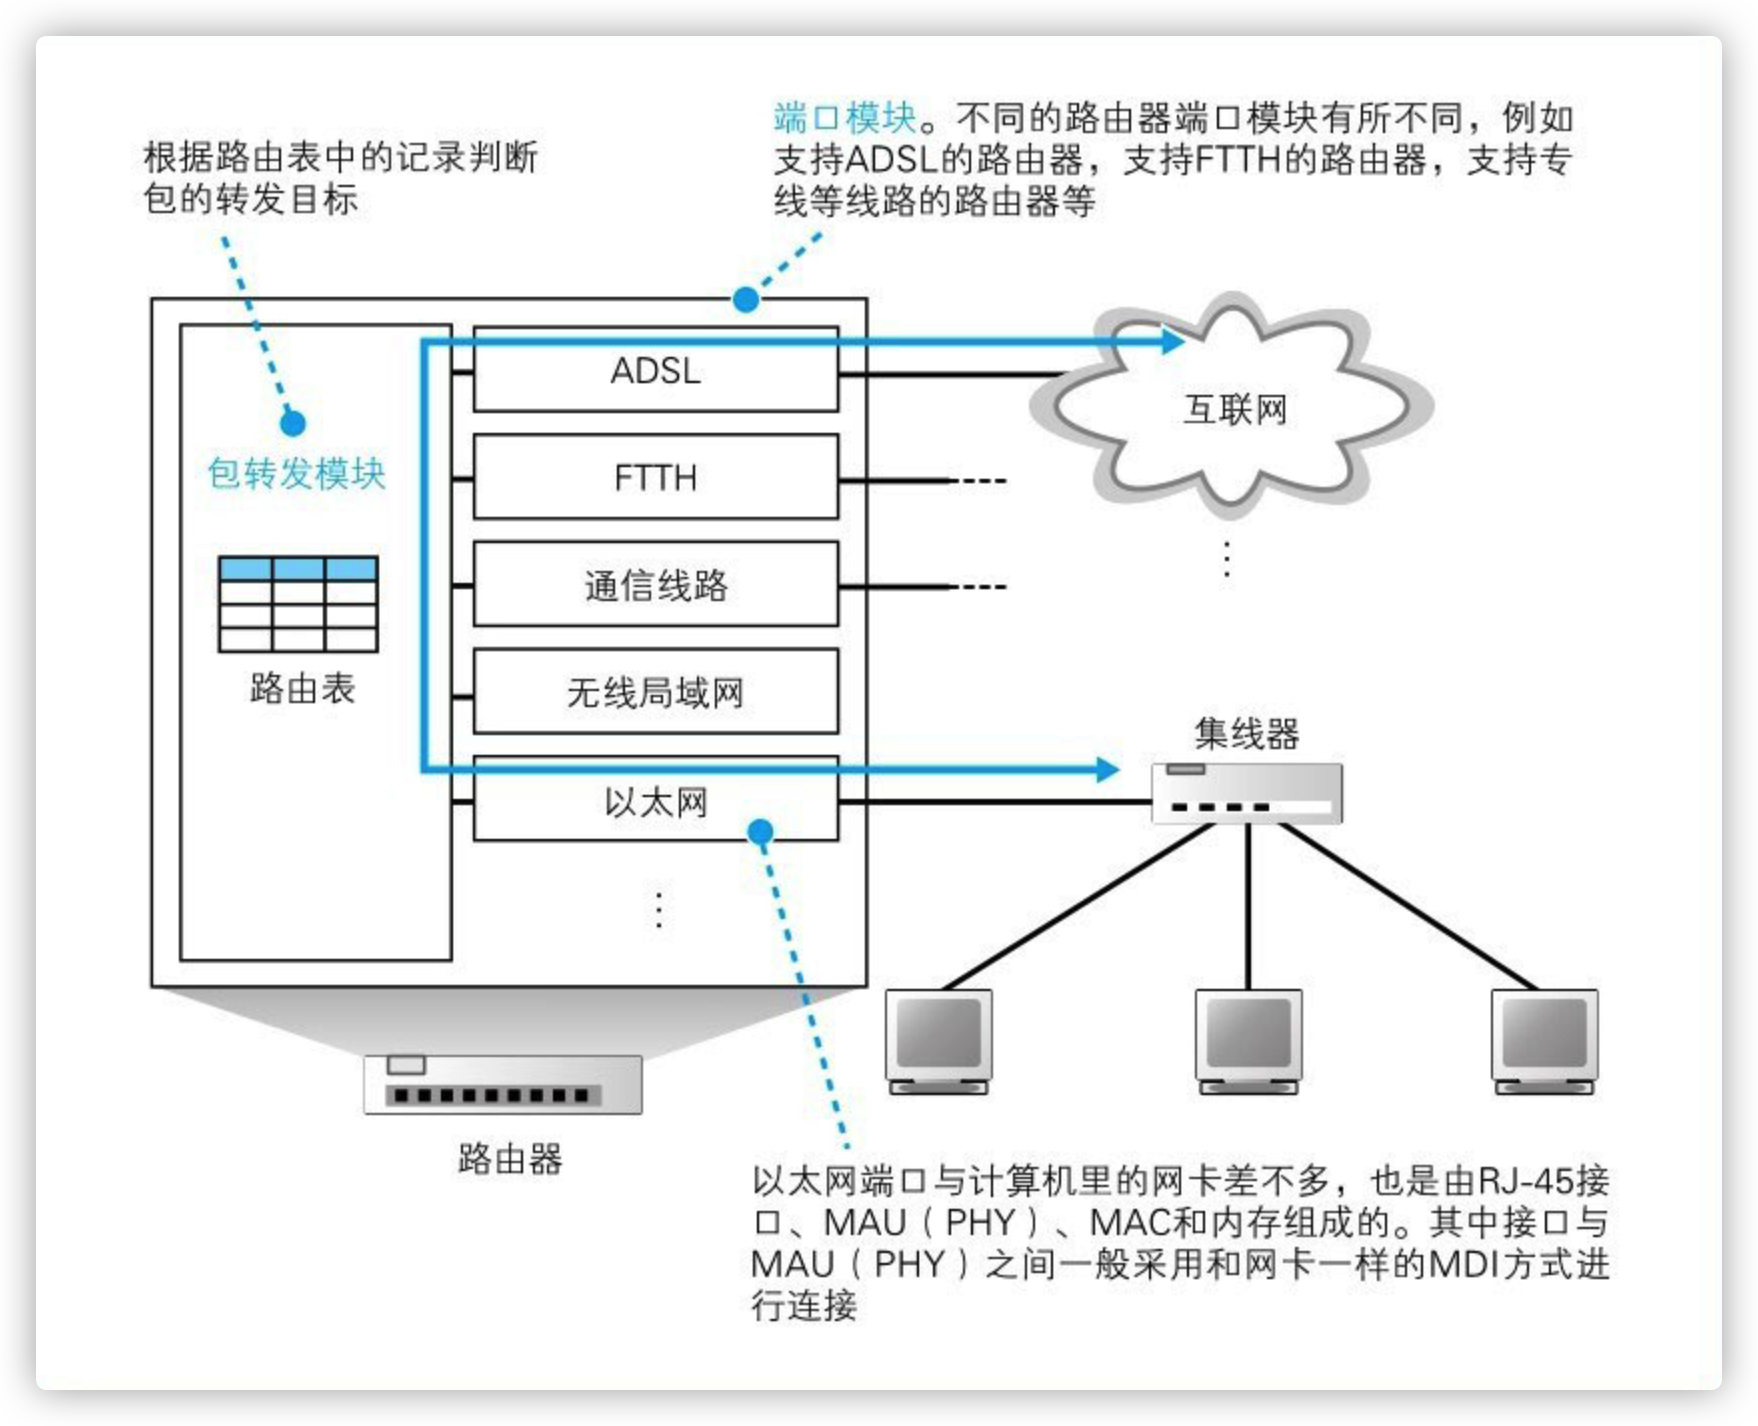 根据路由表中的记录判断
包的转发目标
端口模块。不同的路由器端口模块有所不同，例如
支持ADSL的路由器，支持FTTH的路由器，支持专
线等线路的路由器等
ADSL
互联网
包转发模块
FTTH
通信线路
路由表
无线局域网
集线器
以太网
路由器
以太网端口与计算机里的网卡差不多，也是由RJ-45接
口、MAU（PHY）、MAC和内存组成的。其中接口与
MAU（PHY）之间一般采用和网卡一样的MDI方式进
行连接